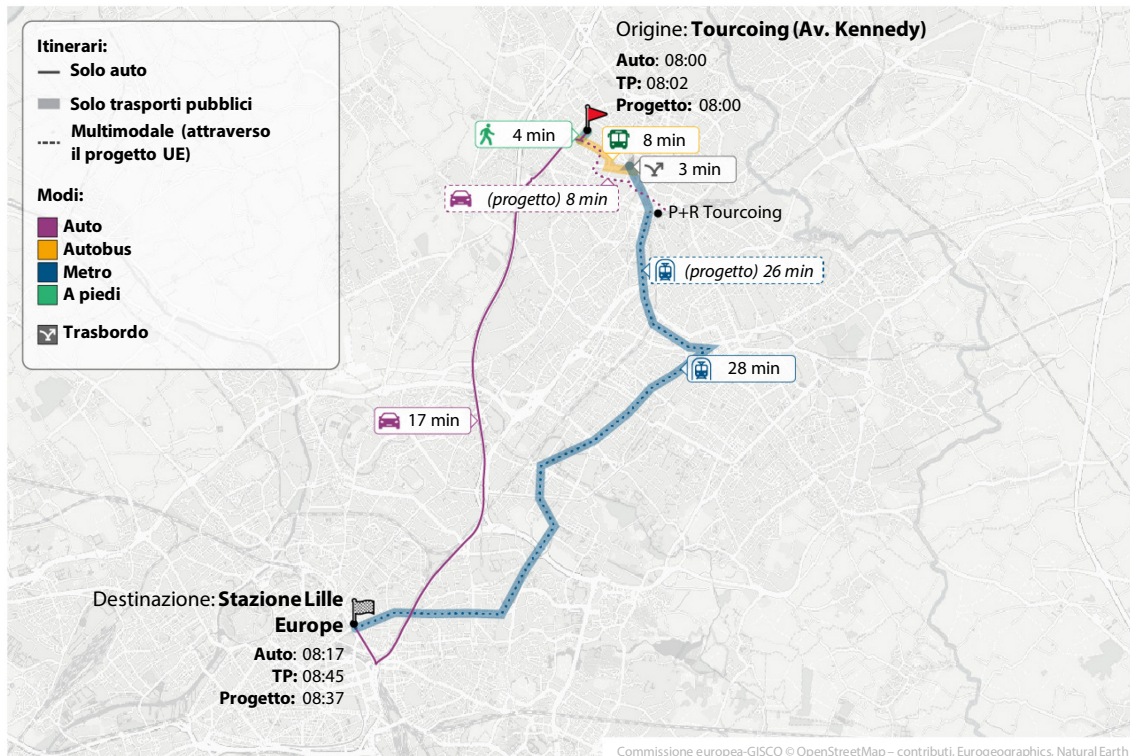 Itinerari:
Solo auto
Solo trasporti pubblici
Multimodale (attraverso
il progetto UE)
Modi:
Auto
Autobus
Metro
A piedi
Trasbordo
Origine: Tourcoing (Av. Kennedy)
Auto: 08:00
TP: 08:02
Progetto: 08:00
4 min
8 min
3 min
(progetto) 8 min
P+R Tourcoing
(progetto) 26 min
28 min
17 min
Destinazione: Stazione Lille
Europe
Auto: 08:17
TP: 08:45
Progetto: 08:37
Commissione europea-GISCO © OpenStreetMap – contributi, Eurogeographics, Natural Earth